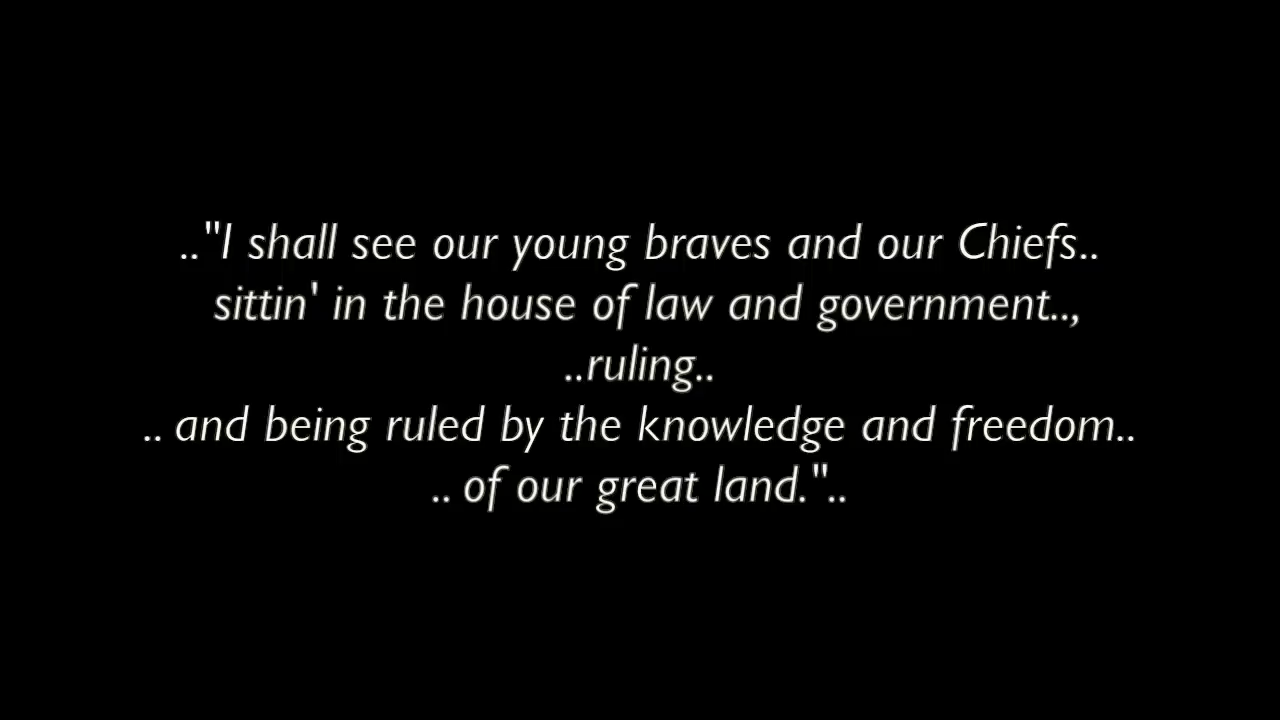 .."I shall see our young braves and our Chiefs..
sittin' in the house of law and government..,
..ruling..
.. and being ruled by the knowledge and freedom..
.. of our great land."..